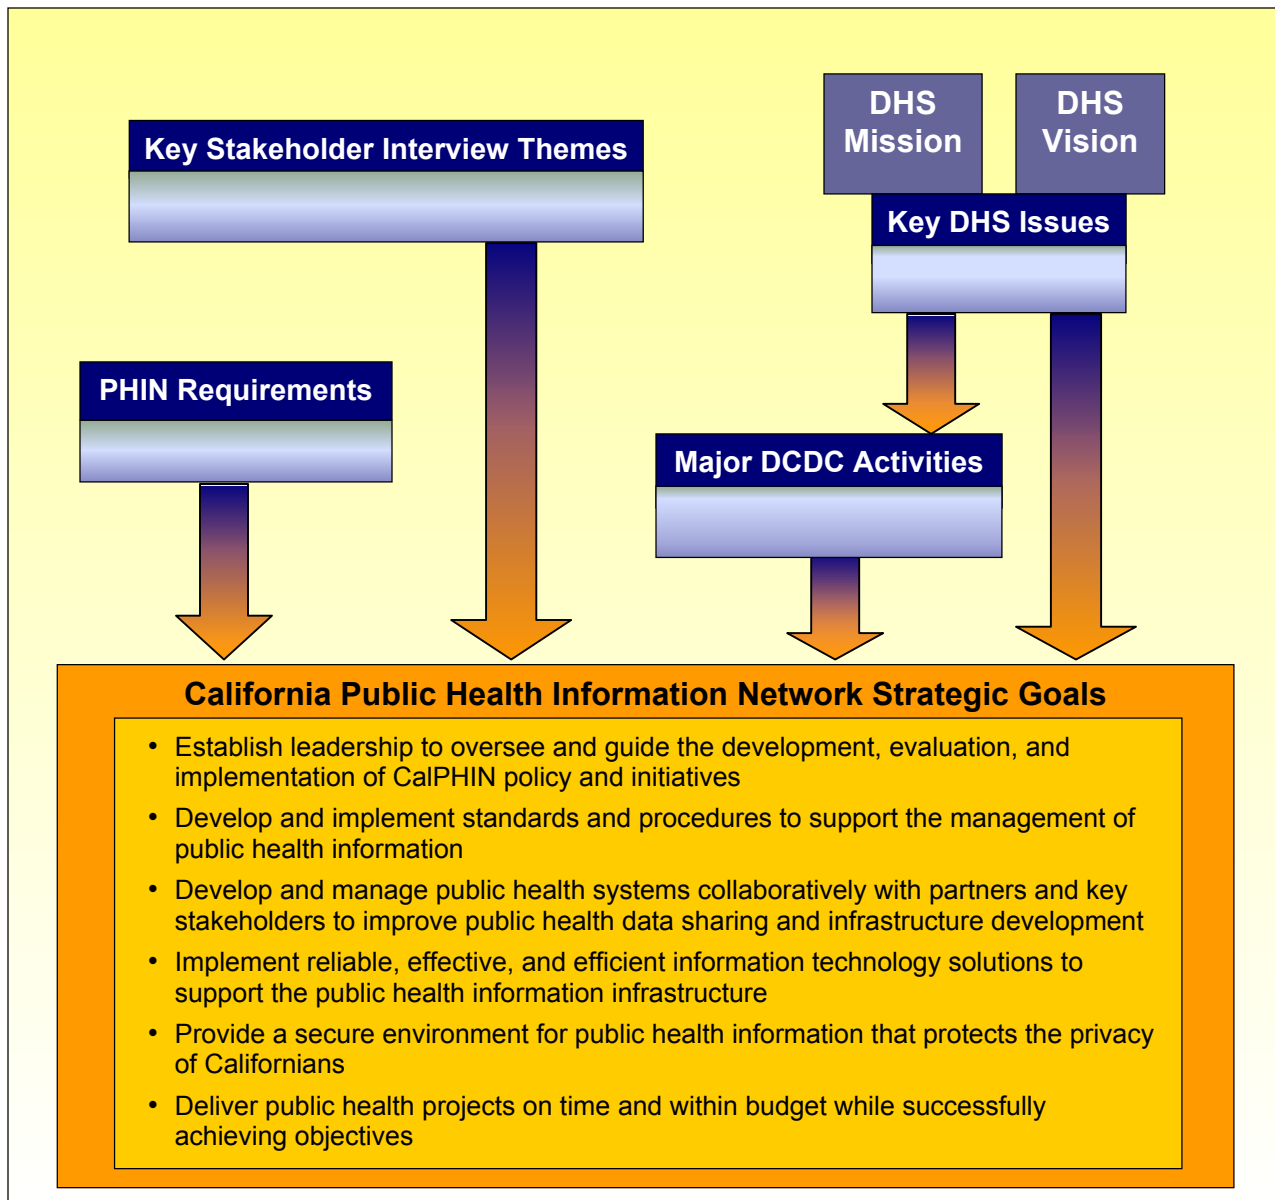 DHS
Mission
DHS
Vision
Key Stakeholder Interview Themes
Key DHS Issues
PHIN Requirements
Major DCDC Activities
California Public Health Information Network Strategic Goals
• Establish leadership to oversee and guide the development, evaluation, and
implementation of CalPHIN policy and initiatives
• Develop and implement standards and procedures to support the management of
public health information
• Develop and manage public health systems collaboratively with partners and key
stakeholders to improve public health data sharing and infrastructure development
• Implement reliable, effective, and efficient information technology solutions to
support the public health information infrastructure
• Provide a secure environment for public health information that protects the privacy
of Californians
• Deliver public health projects on time and within budget while successfully
achieving objectives